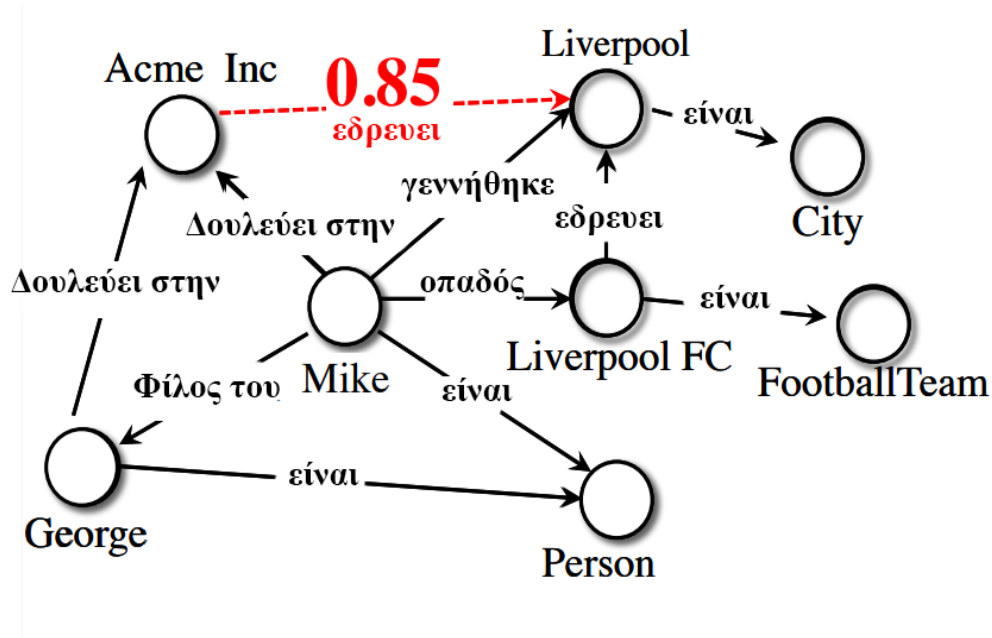 Liverpool
Acme Inc
0.85
εδρευει
είναι
γεννήθηκε
Δουλεύει στην
εδρευει
City
Δουλεύει στην
οπαδός
είναι
Liverpool FC
Φίλος του
Mike
είναι
FootballTeam
είναι
George
Person